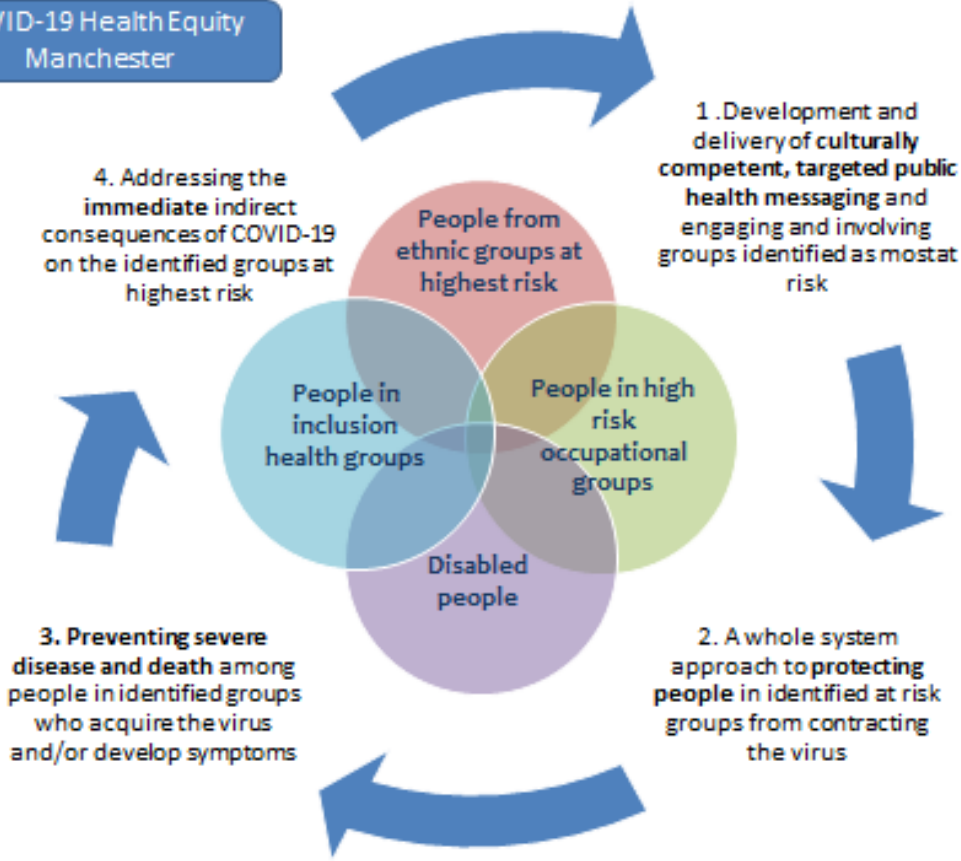 VID-19 Health Equity
Manchester
1 .Development and
delivery of culturally
competent, targeted public
health messaging and
engaging and involving
groups identified as most at
risk
2. A whole system
approach to protecting
people in identified at risk
groups from contracting
the virus
3. Preventing severe
disease and death among
people in identified groups
who acquire the virus
and/or develop symptoms
4. Addressing the
immediate indirect
consequences of COVID-19
on the identified groups at
highest risk
People from
ethnic groups at
highest risk
People in high
risk
occupational
groups
Disabled
people
People in
inclusion
health groups